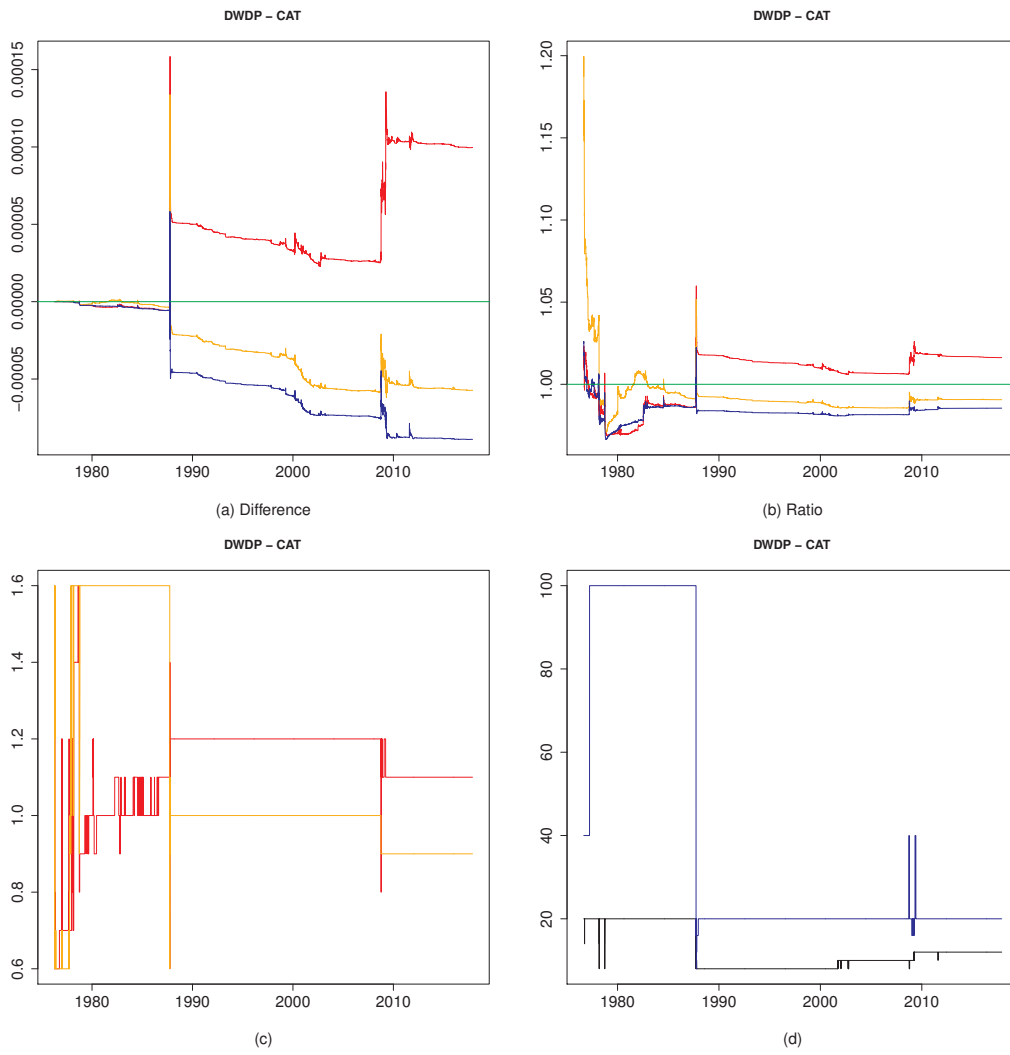 DWDP − CAT
0.00015
0.00010
0.00005
0.00000
−0.00005
1980 1990 2000 2010
(a) Difference
DWDP − CAT
1.20
1.15
1.10
1.05
1.00
1980 1990 2000 2010
(b) Ratio
DWDP − CAT
1.6
1.4
1.2
1.0
0.8
0.6
1980 1990 2000 2010
(c)
DWDP − CAT
100
80
60
40
20
1980 1990 2000 2010
(d)